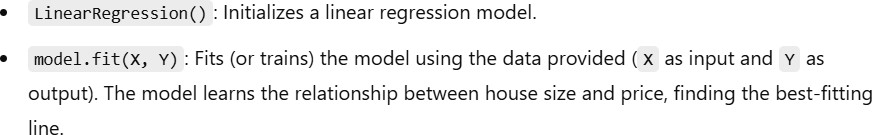 • LinearRegression(): Initializes a linear regression model.
• model.fit(X, Y): Fits (or trains) the model using the data provided (X as input and Y as
output). The model learns the relationship between house size and price, finding the best-fitting
line.